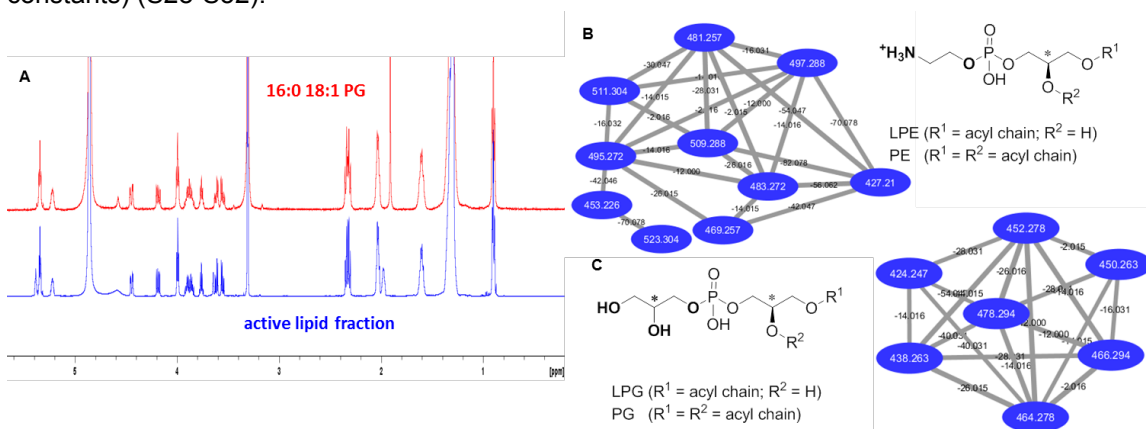 constants)
A
16:0 18:1 PG
active lipid fraction
5
4
3
2
1
[ppm]
B
481.257
497.288
511.304
495.272
509.288
483.272
427.21
453.226
469.257
523.304
-16.031
-30.047
-14.015
-28.031
-12.000
-2.015
-54.047
-14.016
-70.078
-2.016
-16.032
-14.016
-26.016
-82.078
-12.000
-56.062
-42.046
-26.015
-14.015
-42.047
-70.078
⁺H₃N
O
P
OH
O
O
*
O
R¹
O
R²
LPE (R¹ = acyl chain; R² = H)
PE (R¹ = R² = acyl chain)
C
HO
*
OH
O
O
P
OH
O
*
O
R¹
O
R²
LPG (R¹ = acyl chain; R² = H)
PG (R¹ = R² = acyl chain)
452.278
450.263
424.247
478.294
438.263
466.294
464.278
-28.031
-2.015
-26.016
-14.016
-14.016
-16.031
-12.000
-40.031
-40.031
-14.016
-26.015
-2.016